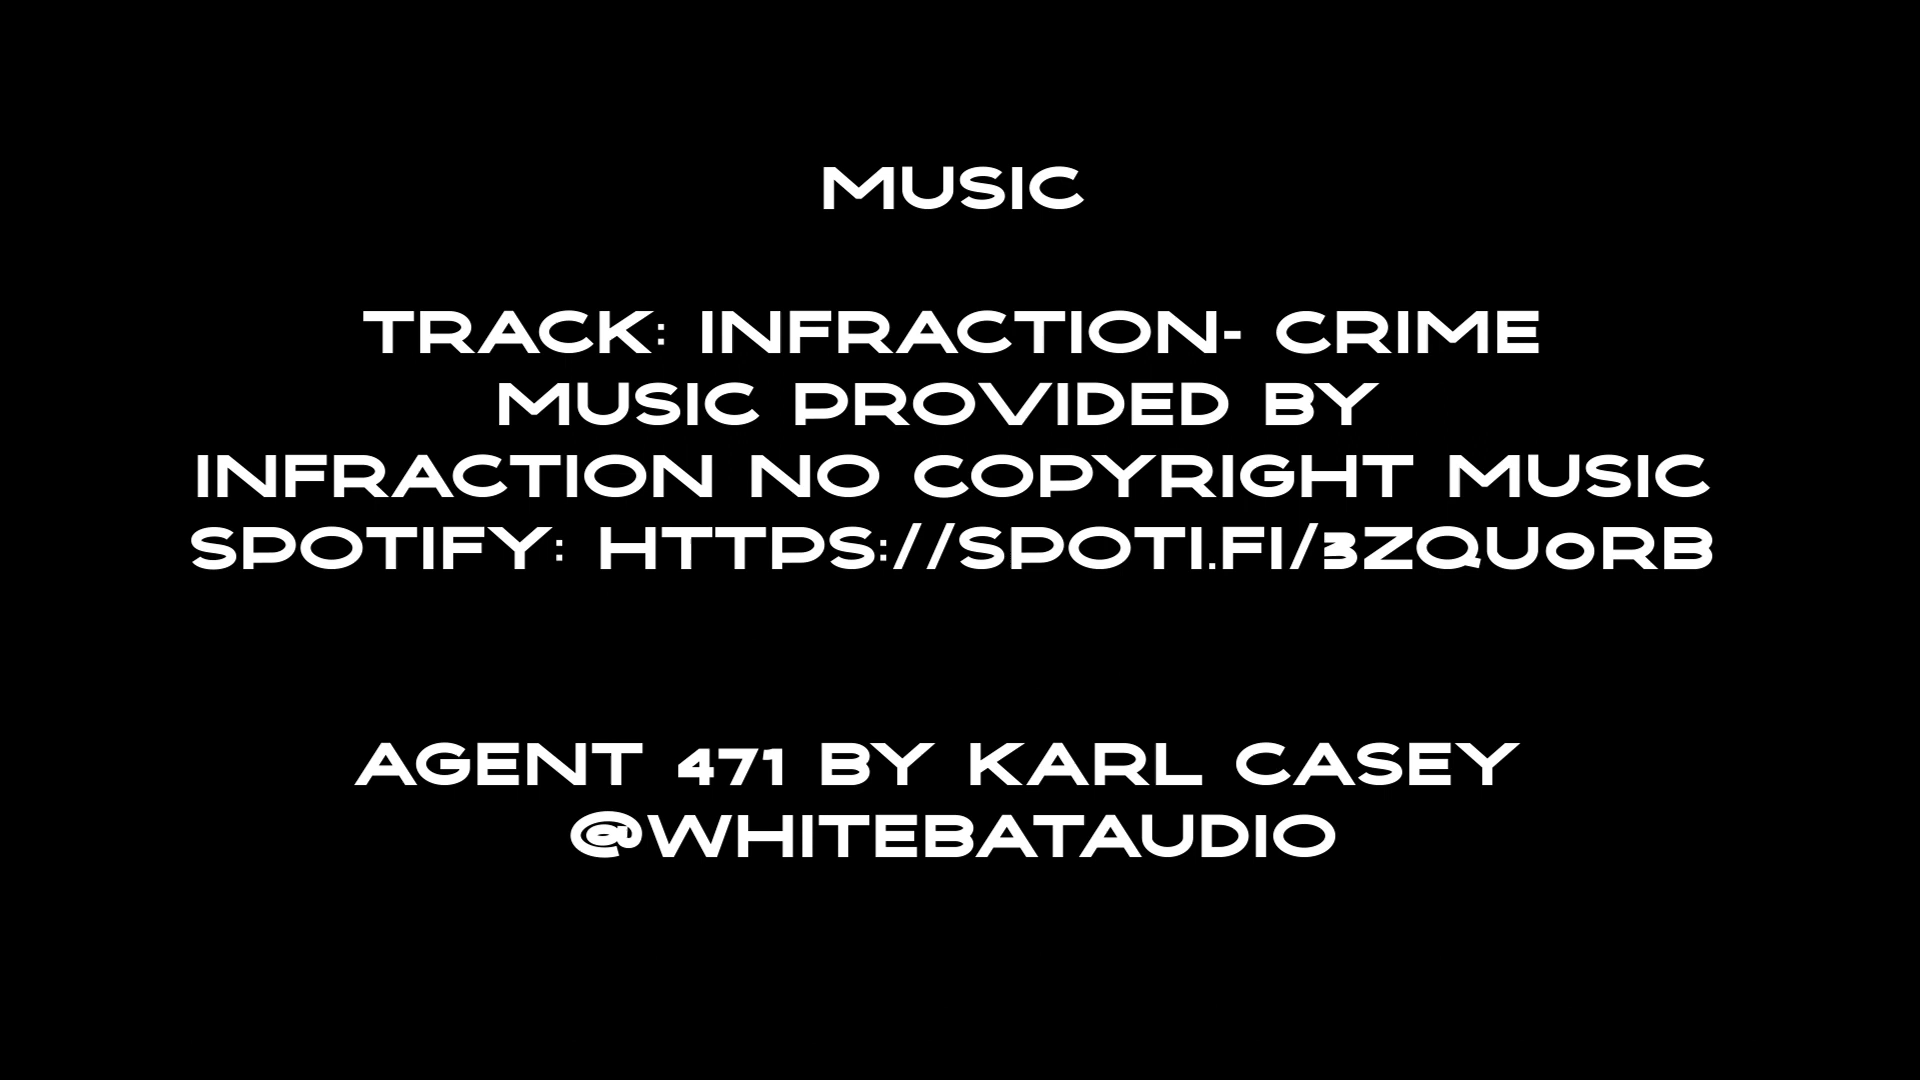 MUSIC
TRACK: INFRACTION- CRIME
MUSIC PROVIDED BY
INFRACTION NO COPYRIGHT MUSIC
SPOTIFY: HTTPS://SPOTI.FI/3ZQU0RB
AGENT 471 BY KARL CASEY
@WHITEBATAUDIO